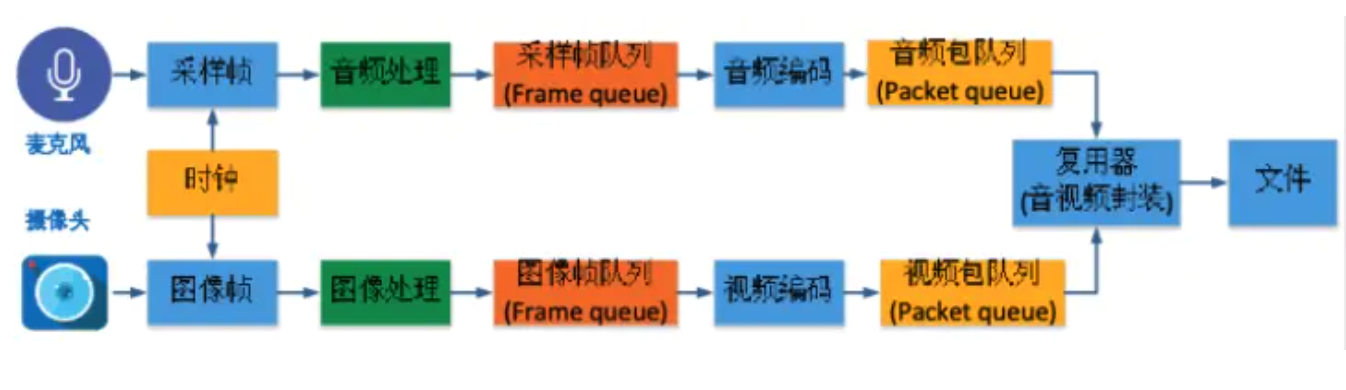 采样帧
音频处理
采样帧队列
(Frame queue)
音频编码
音频包队列
(Packet queue)
麦克风
时钟
复用器
(音视频封装)
文件
摄像头
图像帧
图像处理
图像帧队列
(Frame queue)
视频编码
视频包队列
(Packet queue)